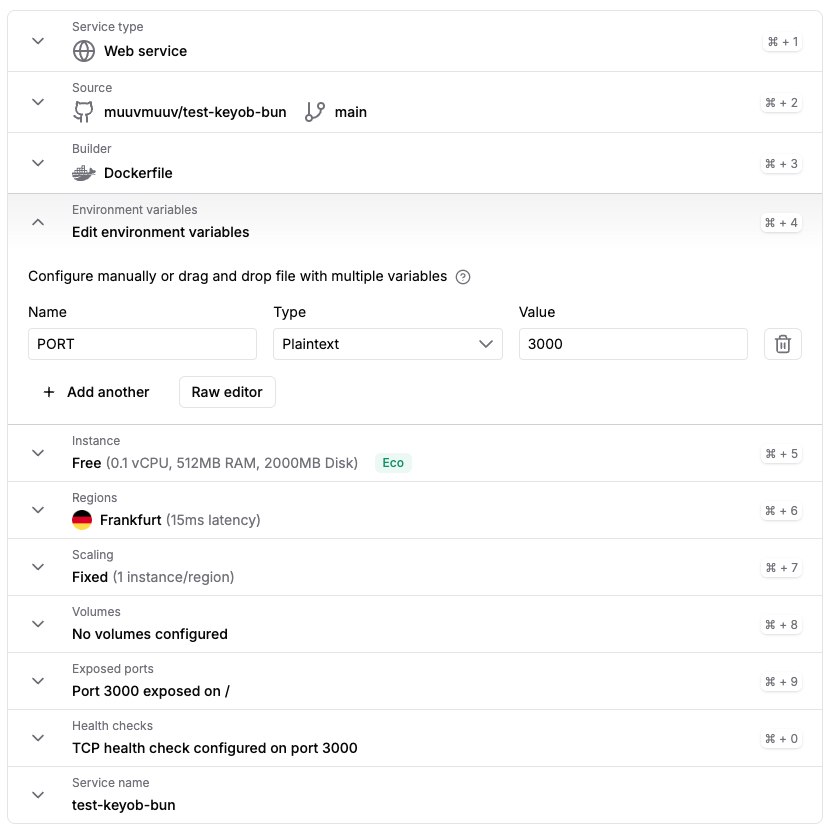 Service type
Web service
⌘ + 1
Source
muuvmuuv/test-keyob-bun main
⌘ + 2
Builder
Dockerfile
⌘ + 3
Environment variables
Edit environment variables
⌘ + 4
Configure manually or drag and drop file with multiple variables ?
Name Type Value
PORT Plaintext 3000
+ Add another Raw editor
Instance
Free (0.1 vCPU, 512MB RAM, 2000MB Disk) Eco
⌘ + 5
Regions
Frankfurt (15ms latency)
⌘ + 6
Scaling
Fixed (1 instance/region)
⌘ + 7
Volumes
No volumes configured
⌘ + 8
Exposed ports
Port 3000 exposed on /
⌘ + 9
Health checks
TCP health check configured on port 3000
⌘ + 0
Service name
test-keyob-bun